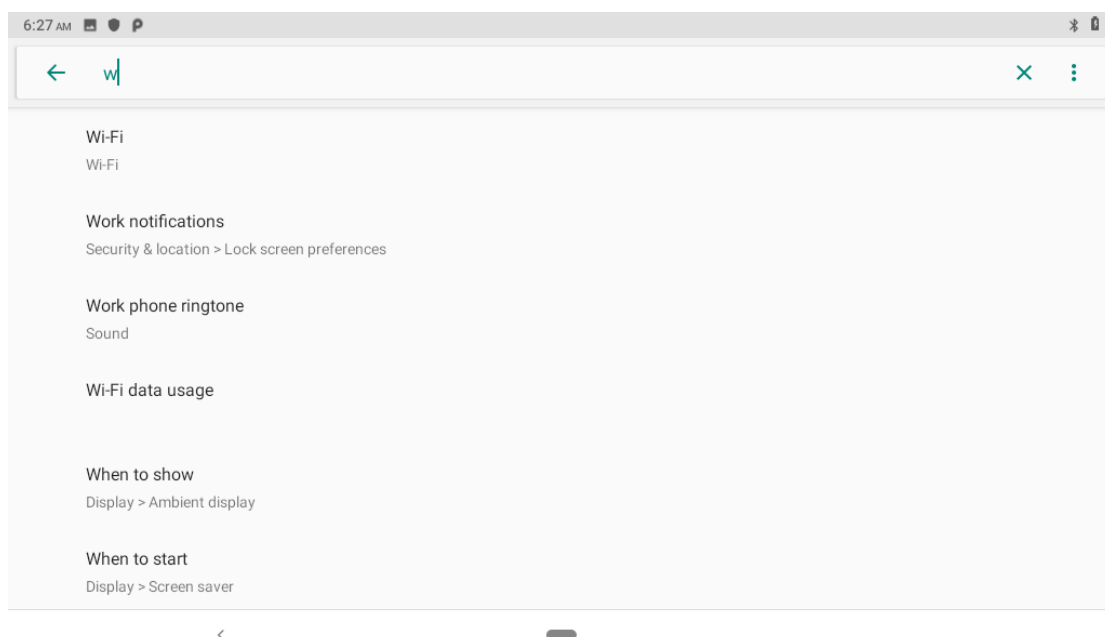 6:27 AM
w
Wi-Fi
Wi-Fi
Work notifications
Security & location > Lock screen preferences
Work phone ringtone
Sound
Wi-Fi data usage
When to show
Display > Ambient display
When to start
Display > Screen saver